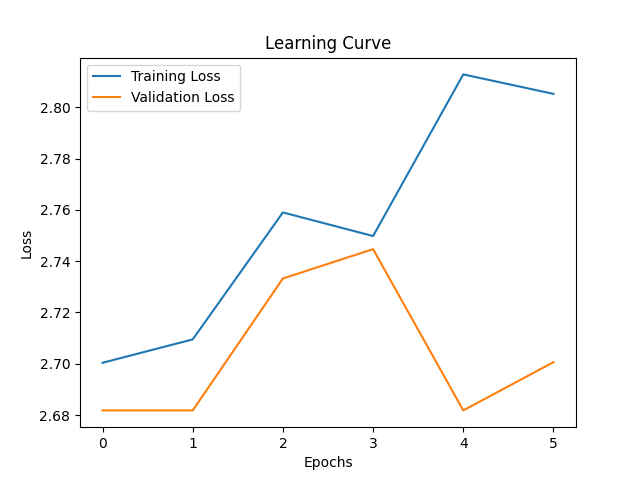 Learning Curve
Training Loss
Validation Loss
2.80
2.78
2.76
2.74
2.72
2.70
2.68
Loss
0 1 2 3 4 5
Epochs